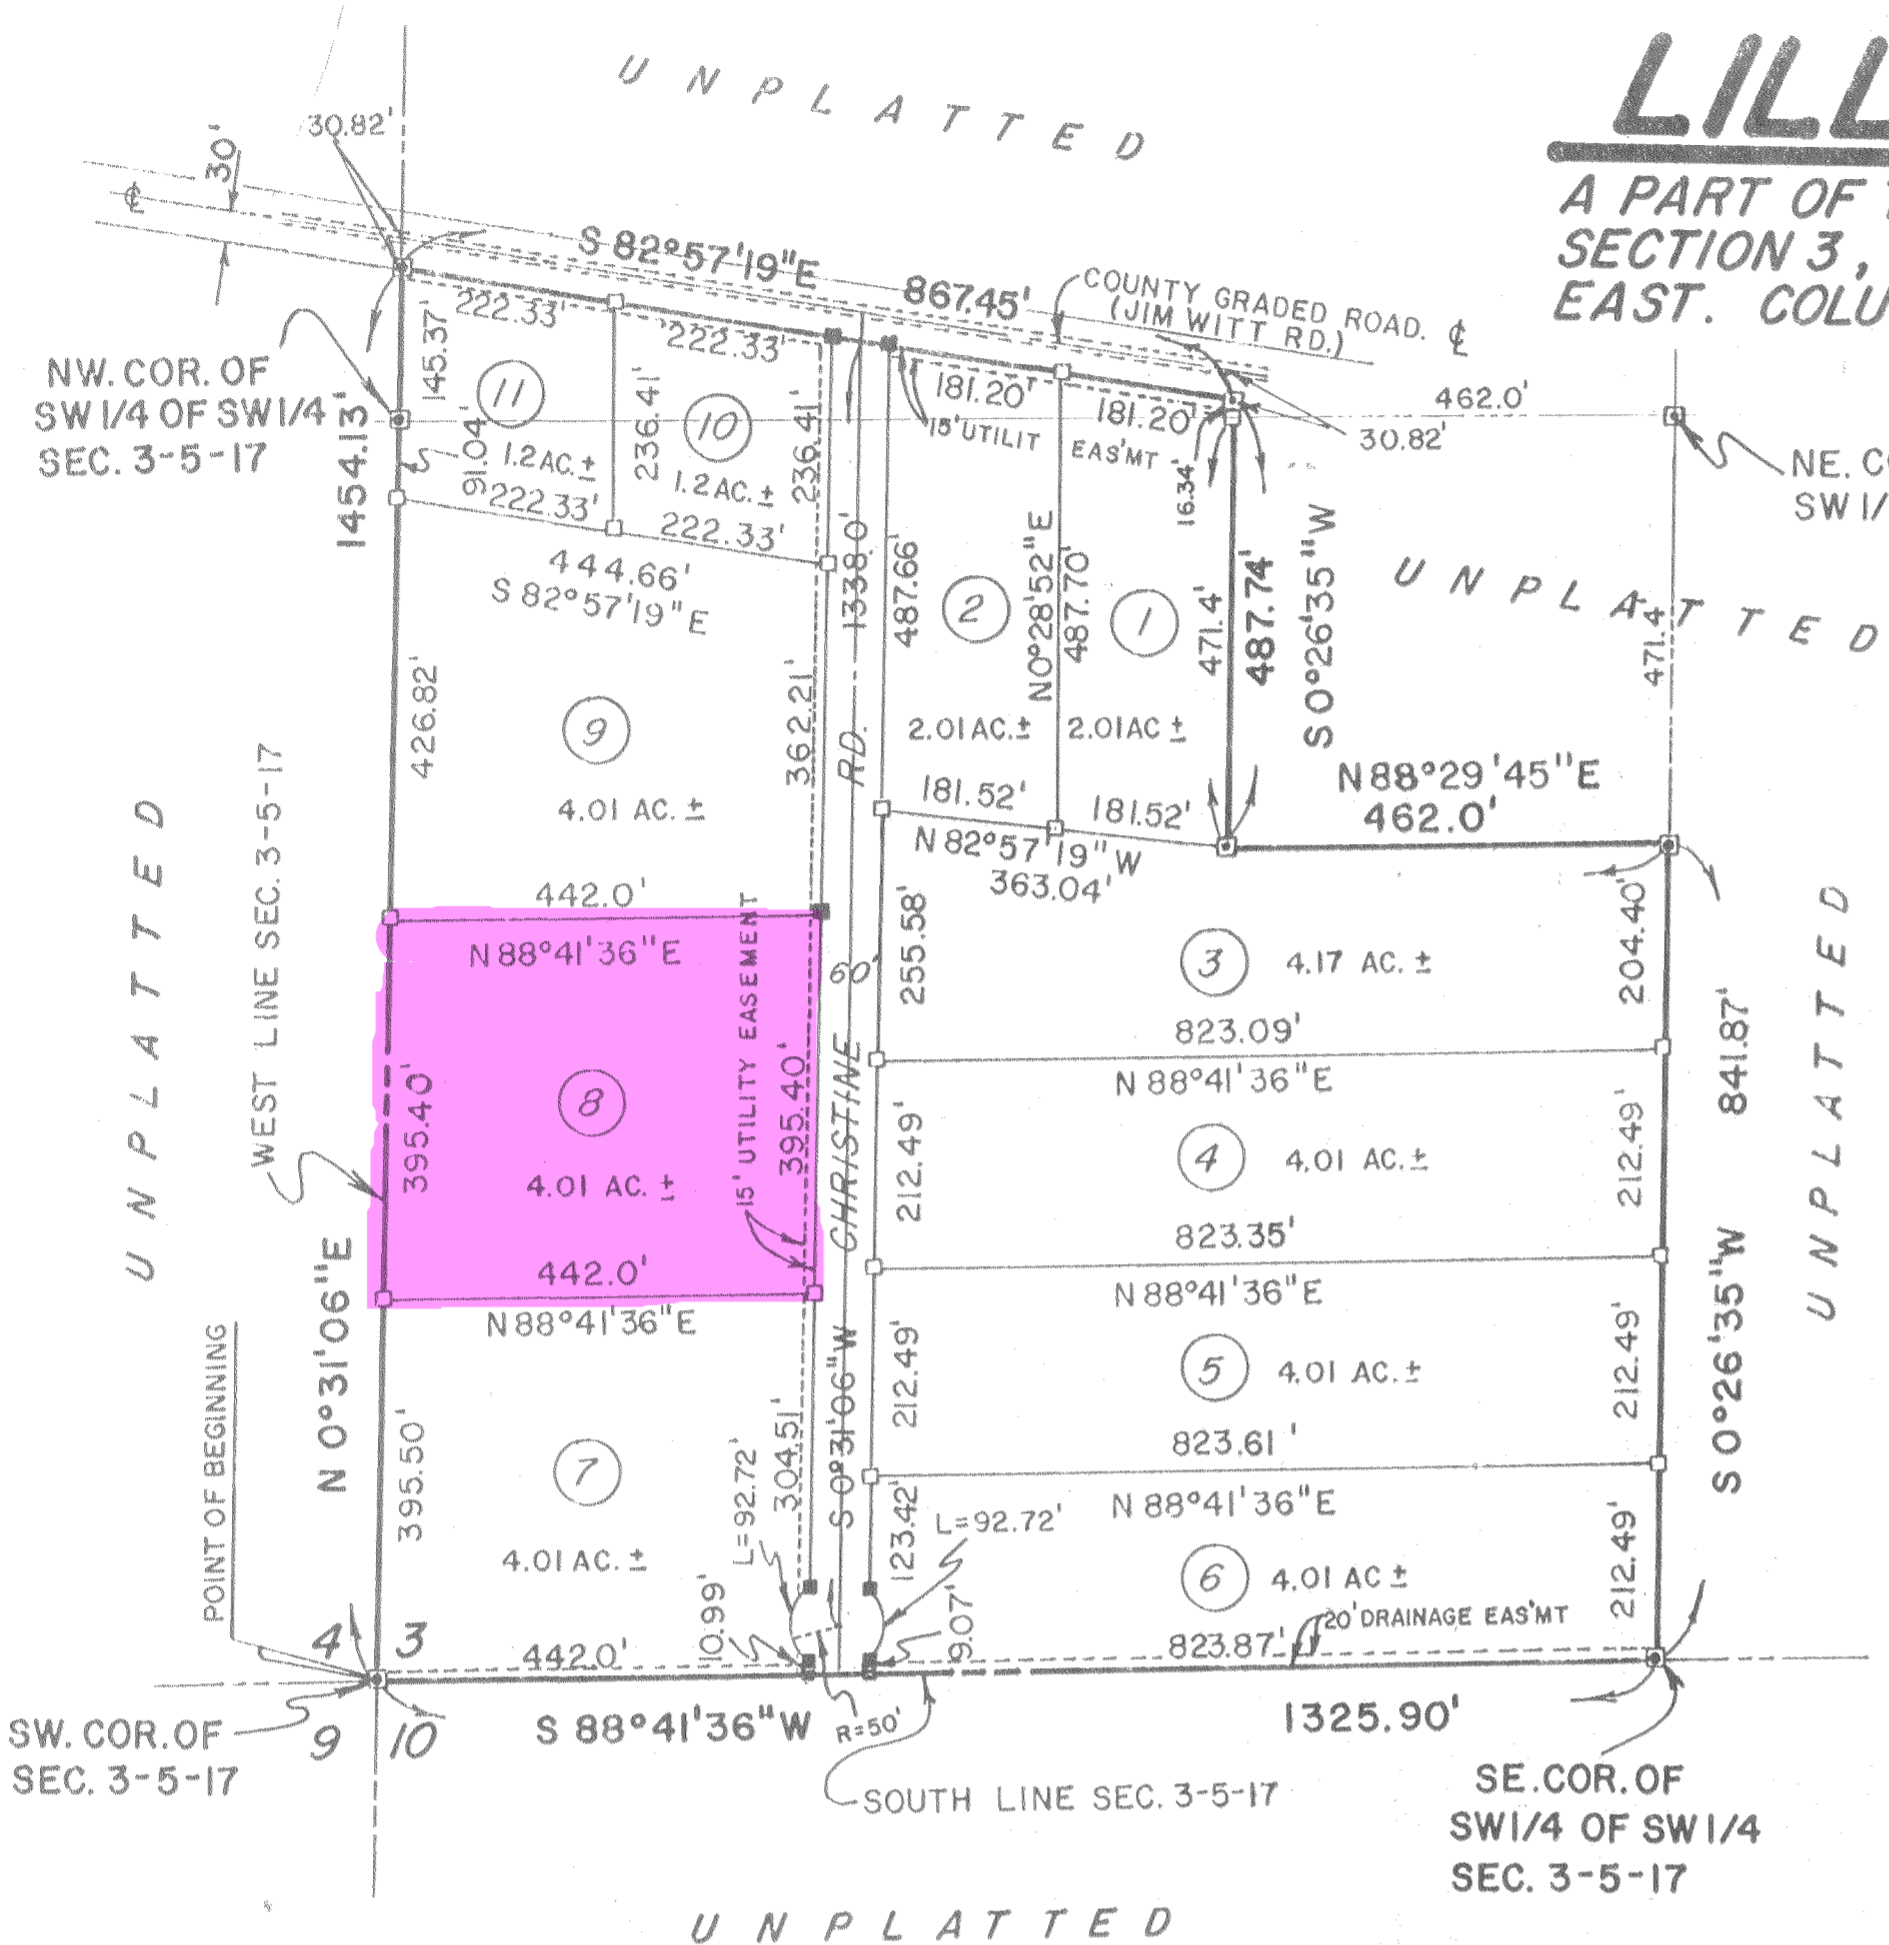 LILL
A PART OF
SECTION 3,
EAST. COLU
U N P L A T T E D
30.82'
30'
℄
S 82°57'19"E
867.45'
COUNTY GRADED ROAD. ℄
(JIM WITT RD.)
222.33'
222.33'
181.20'
181.20'
15' UTILIT EAS'MT
462.0'
30.82'
NW. COR. OF
SW 1/4 OF SW 1/4
SEC. 3-5-17
NE. C
SW 1/
1454.13'
145.37'
91.04'
11
1.2 AC. ±
236.41'
10
1.2 AC. ±
236.41'
222.33'
222.33'
444.66'
S 82°57'19"E
16.34'
1338.0'
487.66'
2
2.01 AC. ±
N0°28'52"E
487.70'
1
2.01 AC ±
471.4'
487.74'
S 0°26'35"W
U N P L A T T E D
471.4
426.82'
9
4.01 AC. ±
362.21'
RD.
181.52'
181.52'
N 82°57'19"W
363.04'
N 88°29'45"E
462.0'
U N P L A T T E D
WEST LINE SEC. 3-5-17
442.0'
N 88°41'36"E
15' UTILITY EASEMENT
60'
255.58'
3
4.17 AC. ±
204.40'
823.09'
N 88°41'36"E
841.87'
U N P L A T T E D
395.40'
8
4.01 AC. ±
395.40'
CHRISTINE
212.49'
4
4.01 AC. ±
212.49'
823.35'
N 88°41'36"E
442.0'
N 88°41'36"E
N 0°31'06"E
S 0°31'06"W
212.49'
5
4.01 AC. ±
212.49'
823.61'
N 88°41'36"E
S 0°26'35"W
POINT OF BEGINNING
395.50'
7
4.01 AC. ±
L=92.72'
304.51'
123.42'
L=92.72'
6
4.01 AC ±
212.49'
20' DRAINAGE EAS'MT
10.99'
9.07'
4 3
442.0'
823.87'
9 10
SW. COR. OF
SEC. 3-5-17
S 88°41'36"W
R=50'
1325.90'
SOUTH LINE SEC. 3-5-17
SE. COR. OF
SW1/4 OF SW 1/4
SEC. 3-5-17
U N P L A T T E D